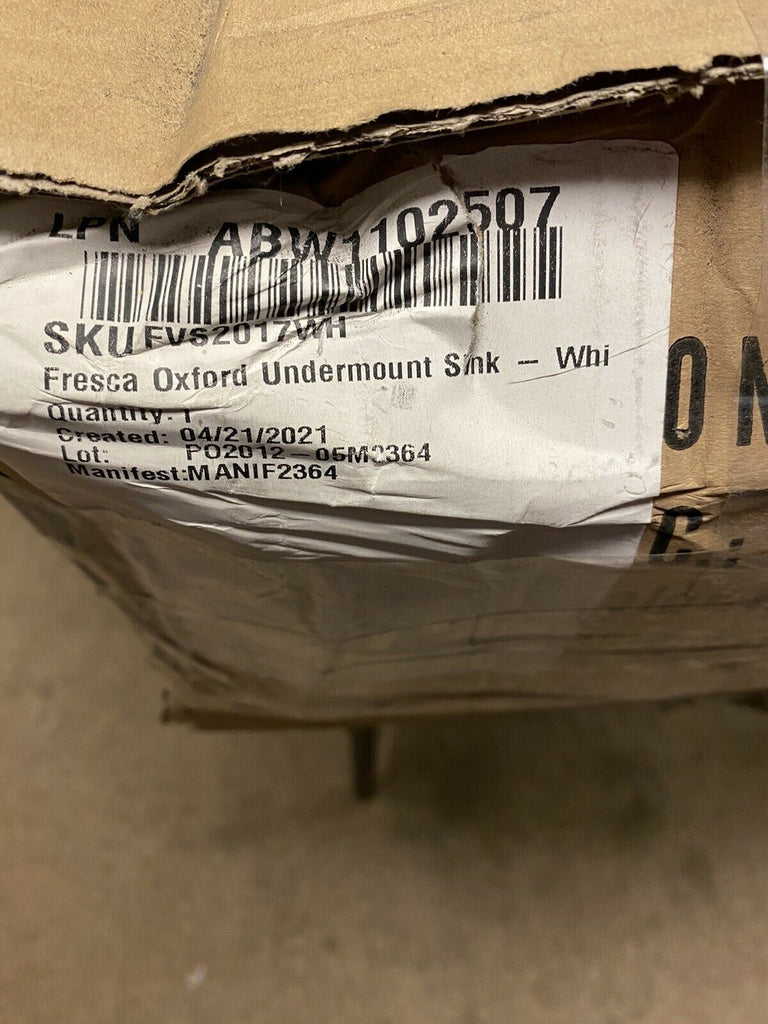 LPN ABW1102507
SKU FVS2017WH
Fresca Oxford Undermount Sink - Whi
Quantity: 1
Created: 04/21/2021
Lot: PO2012-05M2364
Manifest:MANIF2364